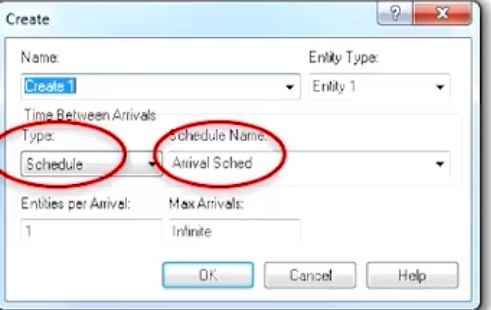 Create
?
X
Name:
Entity Type:
Create 1
Entity 1
Time Between Arrivals
Type:
Schedule Name:
Schedule
Arrival Sched
Entities per Arrival:
Max Arrivals:
1
Infinite
OK
Cancel
Help